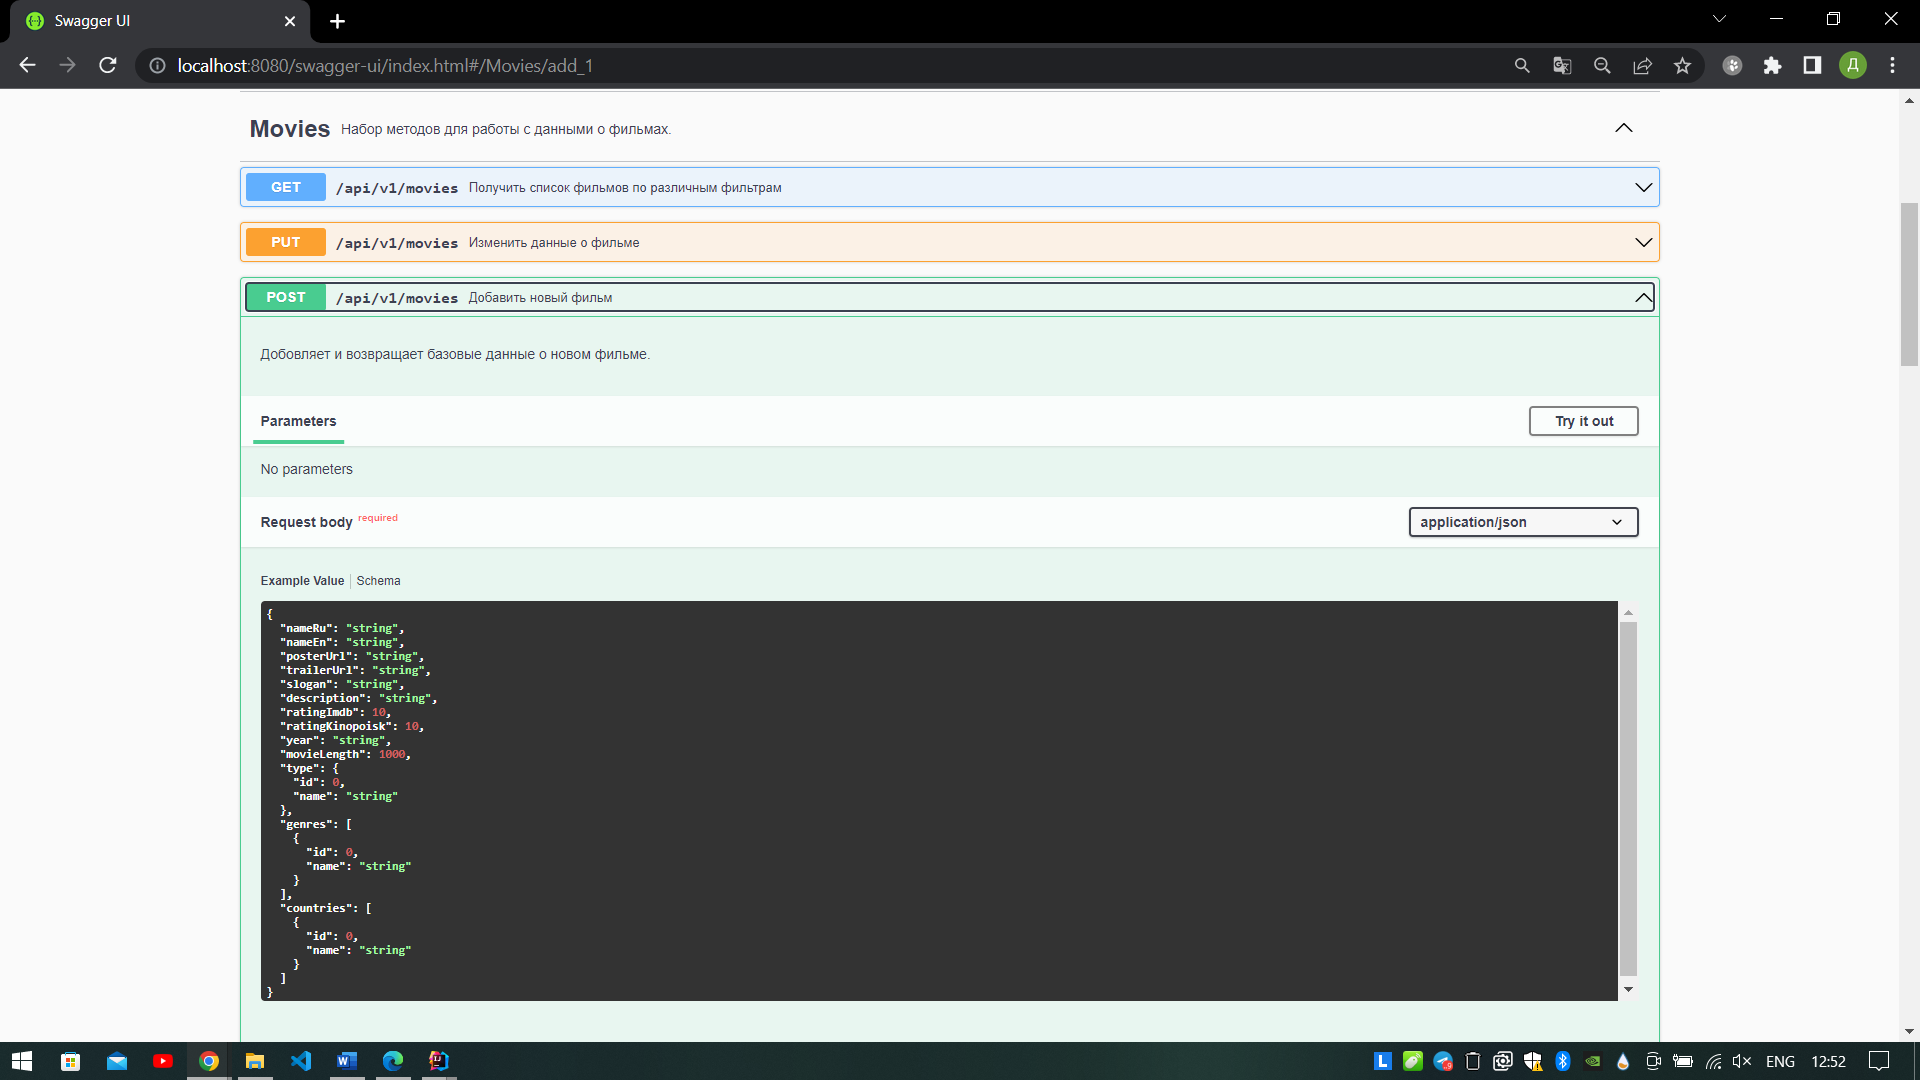 Swagger UI
localhost:8080/swagger-ui/index.html#/Movies/add_1
Д
Movies Набор методов для работы с данными о фильмах.
GET /api/v1/movies Получить список фильмов по различным фильтрам
PUT /api/v1/movies Изменить данные о фильме
POST /api/v1/movies Добавить новый фильм
Добовляет и возвращает базовые данные о новом фильме.
Parameters Try it out
No parameters
Request body required application/json
Example Value Schema
{
"nameRu": "string",
"nameEn": "string",
"posterUrl": "string",
"trailerUrl": "string",
"slogan": "string",
"description": "string",
"ratingImdb": 10,
"ratingKinopoisk": 10,
"year": "string",
"movieLength": 1000,
"type": {
"id": 0,
"name": "string"
},
"genres": [
{
"id": 0,
"name": "string"
}
],
"countries": [
{
"id": 0,
"name": "string"
}
]
}
ENG 12:52